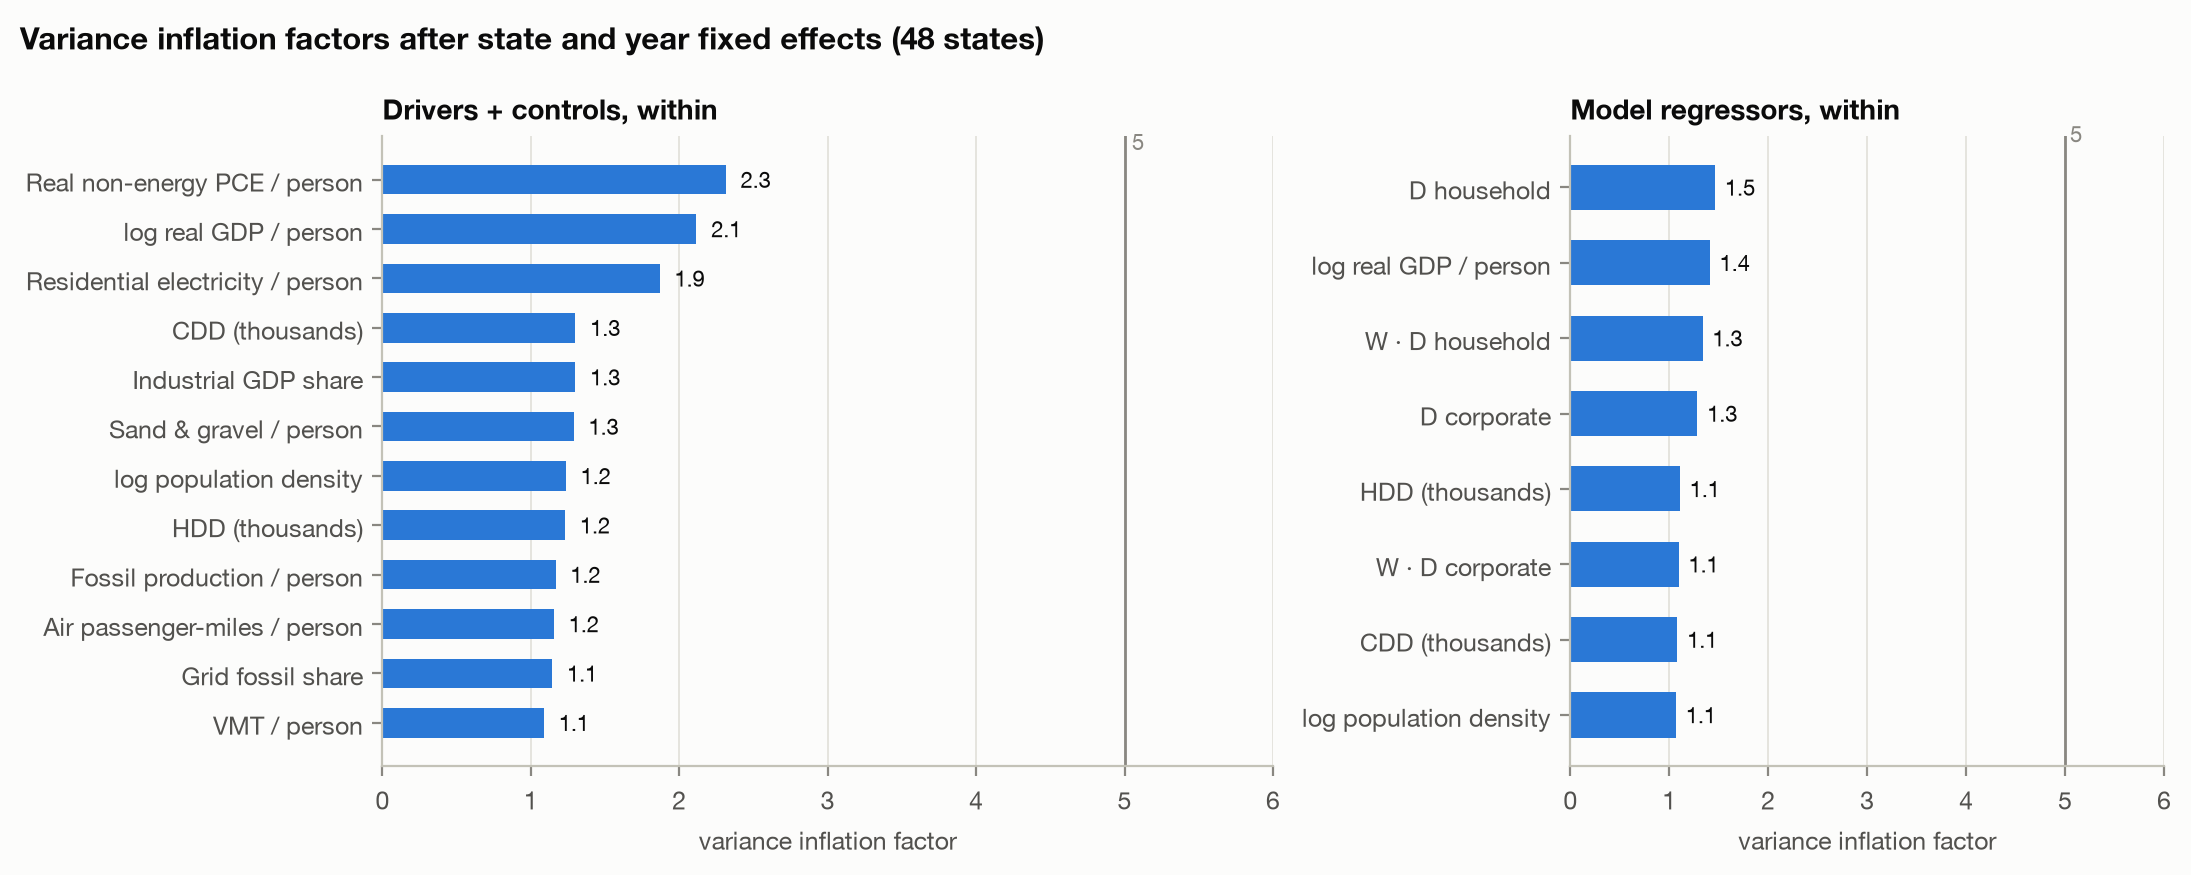 Variance inflation factors after state and year fixed effects (48 states)
Drivers + controls, within
5
Real non-energy PCE / person 2.3
log real GDP / person 2.1
Residential electricity / person 1.9
CDD (thousands) 1.3
Industrial GDP share 1.3
Sand & gravel / person 1.3
log population density 1.2
HDD (thousands) 1.2
Fossil production / person 1.2
Air passenger-miles / person 1.2
Grid fossil share 1.1
VMT / person 1.1
0 1 2 3 4 5 6
variance inflation factor
Model regressors, within
5
D household 1.5
log real GDP / person 1.4
W · D household 1.3
D corporate 1.3
HDD (thousands) 1.1
W · D corporate 1.1
CDD (thousands) 1.1
log population density 1.1
0 1 2 3 4 5 6
variance inflation factor